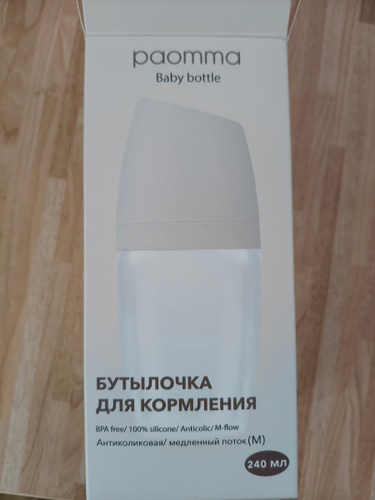 paomma
Baby bottle
БУТЫЛОЧКА
ДЛЯ КОРМЛЕНИЯ
BPA free/ 100% silicone/ Anticolic/ M-flow
Антиколиковая/ медленный поток (M)
240 МЛ